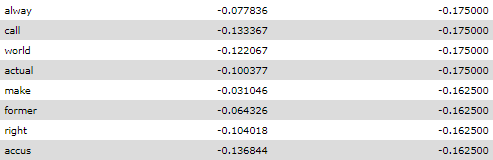 alway -0.077836 -0.175000
call -0.133367 -0.175000
world -0.122067 -0.175000
actual -0.100377 -0.175000
make -0.031046 -0.162500
former -0.064326 -0.162500
right -0.104018 -0.162500
accus -0.136844 -0.162500